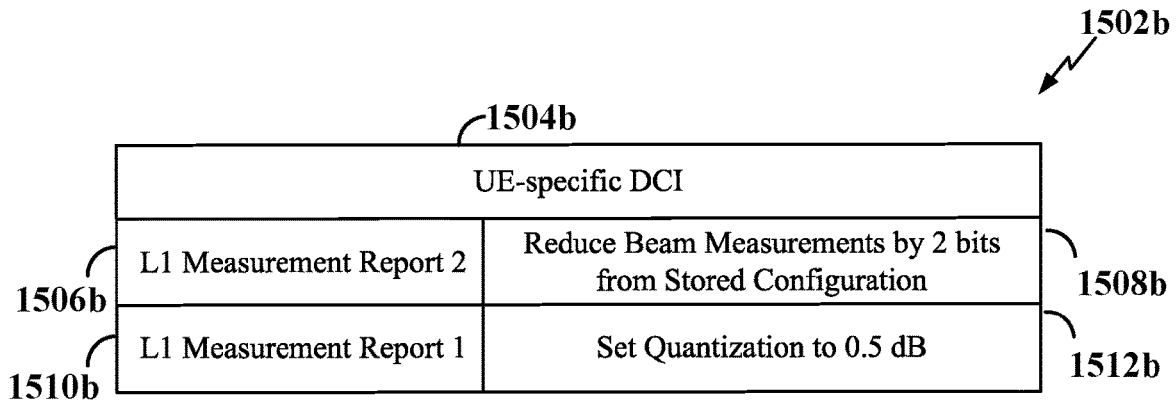 1502b
1504b
UE-specific DCI
L1 Measurement Report 2
Reduce Beam Measurements by 2 bits
from Stored Configuration
1506b
1508b
L1 Measurement Report 1
Set Quantization to 0.5 dB
1510b
1512b